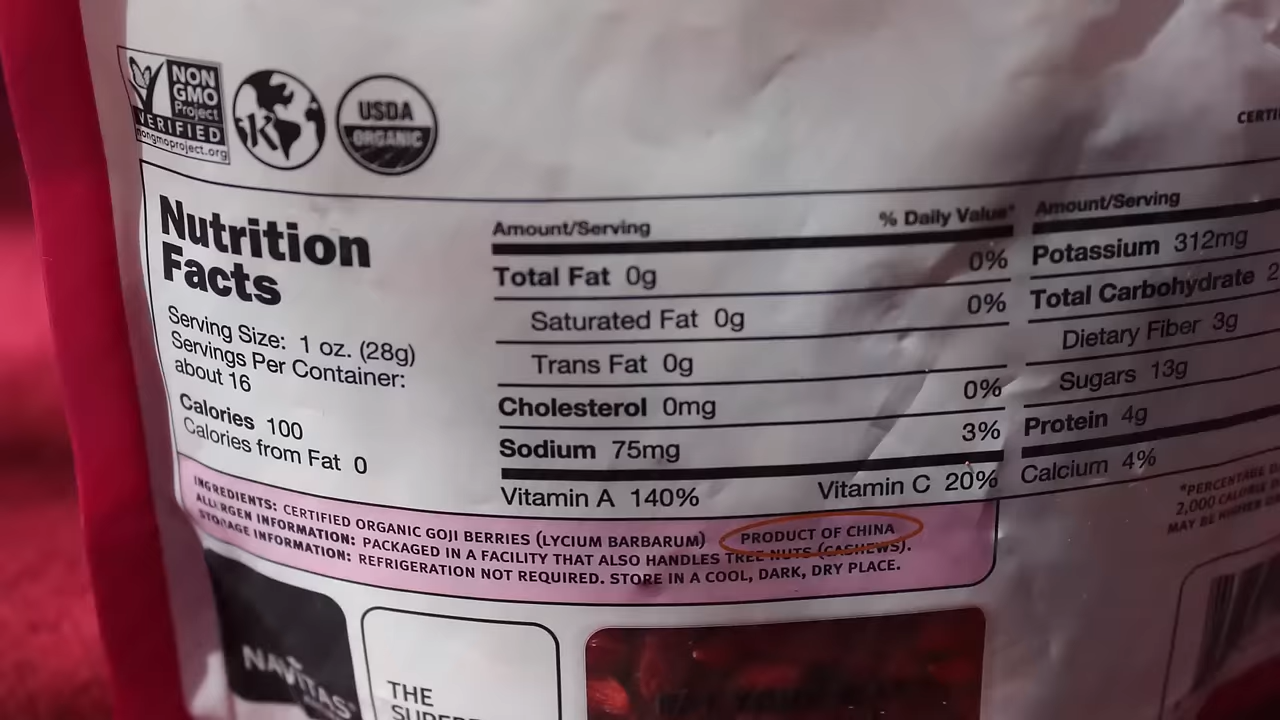 NON
GMO
Project
VERIFIED
nongmoproject.org
K
USDA
ORGANIC
Nutrition
Facts
Serving Size: 1 oz. (28g)
Servings Per Container:
about 16
Calories 100
Calories from Fat 0
Amount/Serving % Daily Value*
Total Fat 0g 0%
Saturated Fat 0g 0%
Trans Fat 0g
Cholesterol 0mg 0%
Sodium 75mg 3%
Vitamin A 140% Vitamin C 20%
Amount/Serving
Potassium 312mg
Total Carbohydrate
Dietary Fiber 3g
Sugars 13g
Protein 4g
Calcium 4%
*PERCENTAGE
2,000 CALORIE
MAY BE HIGHER
INGREDIENTS: CERTIFIED ORGANIC GOJI BERRIES (LYCIUM BARBARUM) PRODUCT OF CHINA
ALLERGEN INFORMATION: PACKAGED IN A FACILITY THAT ALSO HANDLES TREE NUTS (CASHEWS).
STORAGE INFORMATION: REFRIGERATION NOT REQUIRED. STORE IN A COOL, DARK, DRY PLACE.
NAVITAS
THE